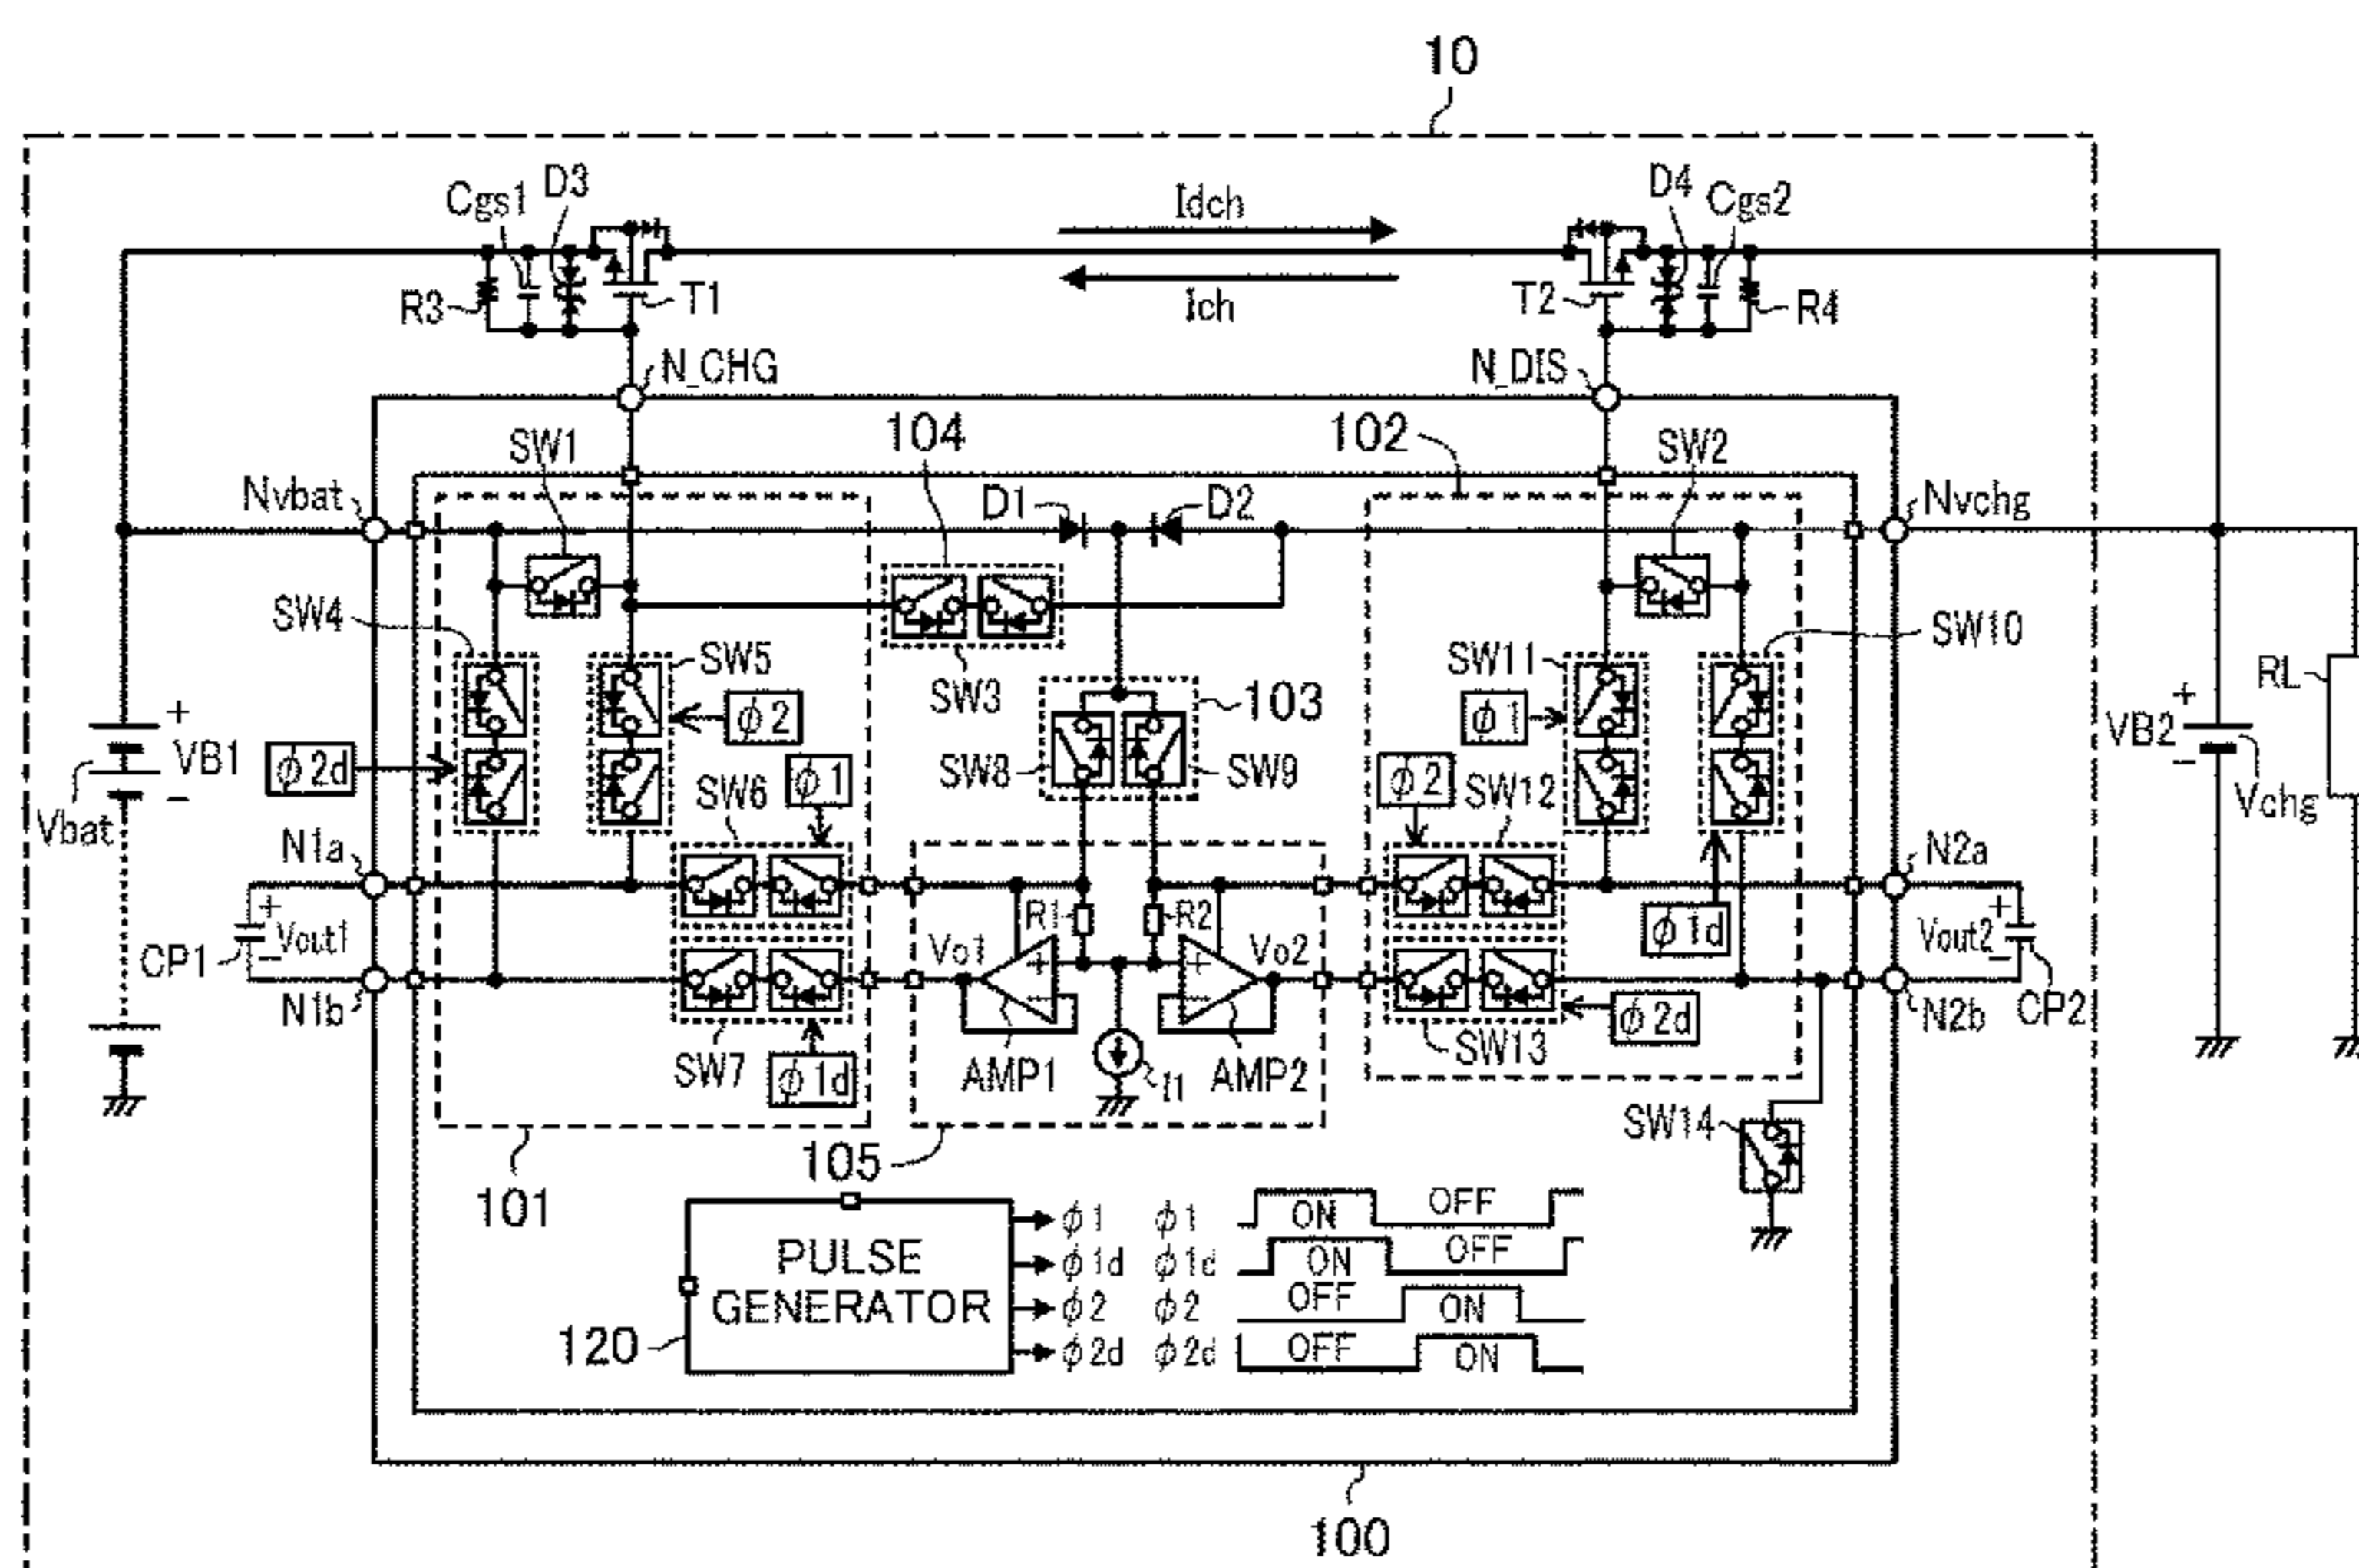 10
Cgs1
D3
Idch
D4
Cgs2
R3
T1
Ich
T2
R4
N_CHG
N_DIS
SW1
104
102
SW2
Nvbat
D1
D2
Nvchg
SW4
SW5
SW3
SW11
SW10
RL
+
VB1
−
Vbat
ϕ2d
ϕ2
SW6
ϕ1
SW8
103
SW9
ϕ1
ϕ2
SW12
VB2
+
−
Vchg
N1a
N2a
CP1
+
Vout1
−
R1
R2
ϕ1d
+
Vout2
−
CP2
Vo1
+
−
+
−
Vo2
N1b
N2b
SW7
ϕ1d
AMP1
I1
AMP2
SW13
ϕ2d
SW14
101
105
PULSE
GENERATOR
120
ϕ1 ϕ1 ON OFF
ϕ1d ϕ1d ON OFF
ϕ2 ϕ2 OFF ON
ϕ2d ϕ2d OFF ON
100